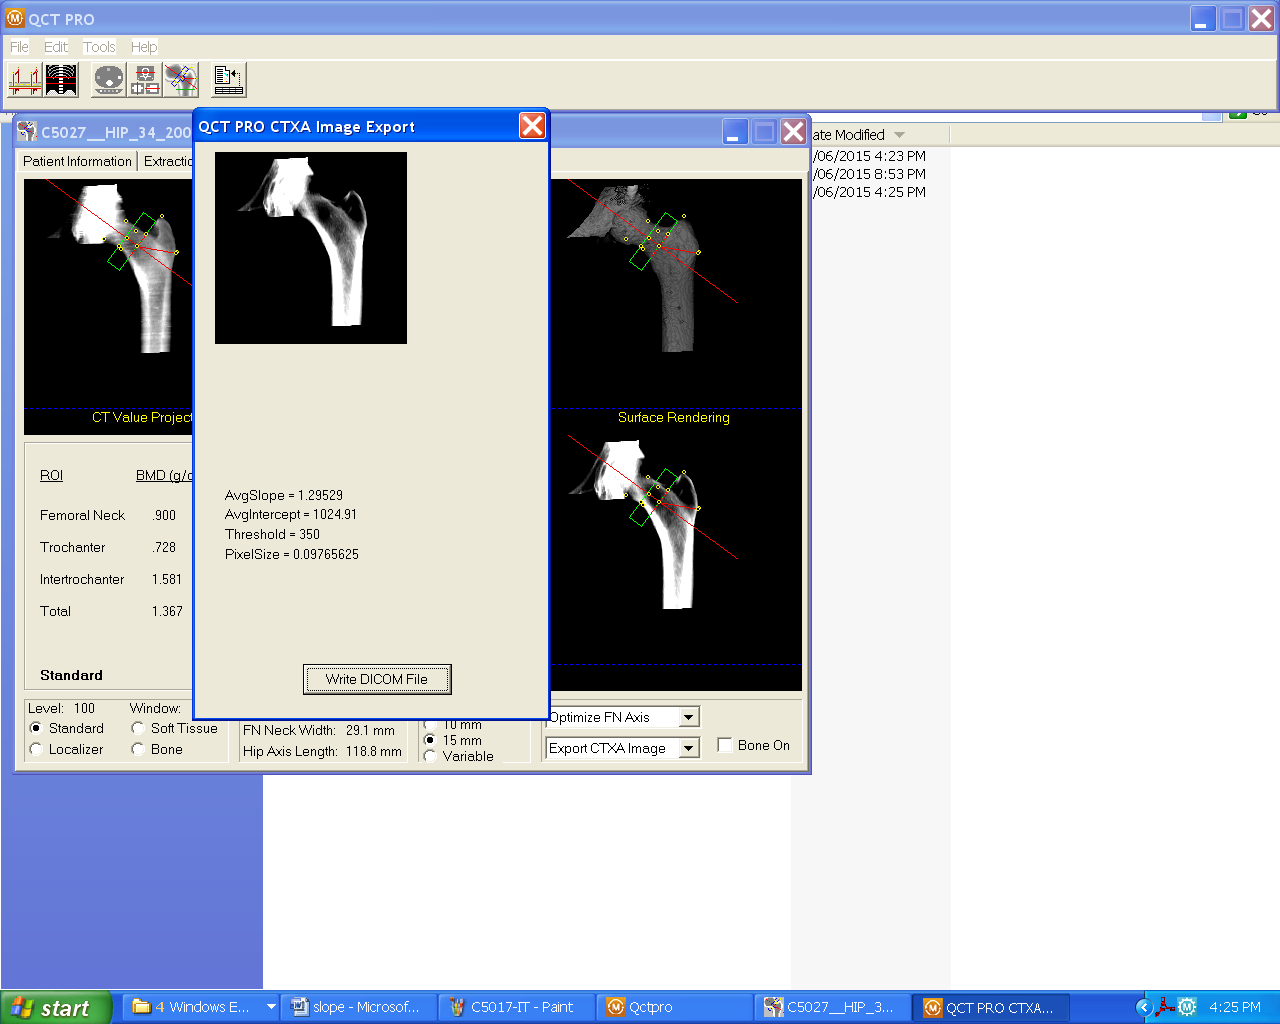 QCT PRO
File Edit Tools Help
C5027__HIP_34_200
QCT PRO CTXA Image Export
ate Modified
Patient Information
/06/2015 4:23 PM
/06/2015 8:53 PM
/06/2015 4:25 PM
CT Value Project
Surface Rendering
ROI BMD (g/c
Femoral Neck .900
Trochanter .728
Intertrochanter 1.581
Total 1.367
Standard
AvgSlope = 1.29529
AvgIntercept = 1024.91
Threshold = 350
PixelSize = 0.09765625
Write DICOM File
Level: 100 Window:
Standard Soft Tissue
Localizer Bone
FN Neck Width: 29.1 mm
Hip Axis Length: 118.8 mm
10 mm
15 mm
Variable
Optimize FN Axis
Export CTXA Image
Bone On
start
4 Windows E...
slope - Microsof...
C5017-IT - Paint
Qctpro
C5027__HIP_3...
QCT PRO CTXA...
4:25 PM